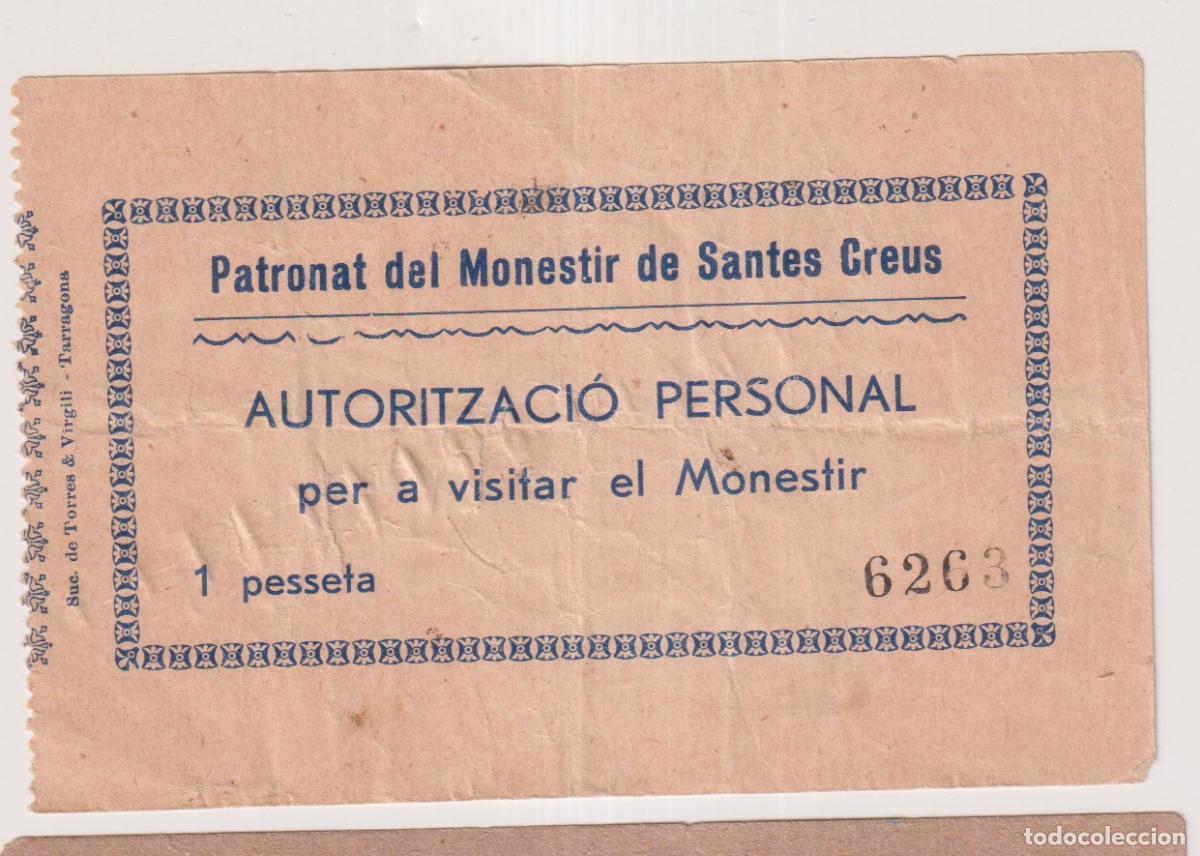 Patronat del Monestir de Santes Creus
AUTORITZACIÓ PERSONAL
per a visitar el Monestir
1 pesseta
6263
Suc. de Torres & Virgili - Tarragona
todocoleccion